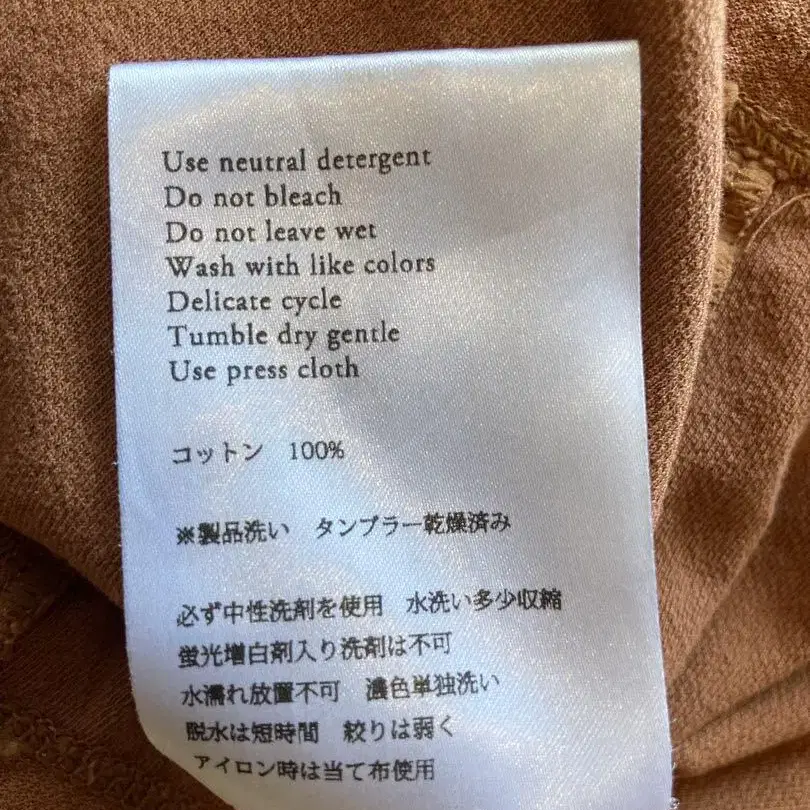 Use neutral detergent
Do not bleach
Do not leave wet
Wash with like colors
Delicate cycle
Tumble dry gentle
Use press cloth
コットン　100%
※製品洗い　タンブラー乾燥済み
必ず中性洗剤を使用　水洗い多少収縮
蛍光増白剤入り洗剤は不可
水濡れ放置不可　濃色単独洗い
脱水は短時間　絞りは弱く
アイロン時は当て布使用